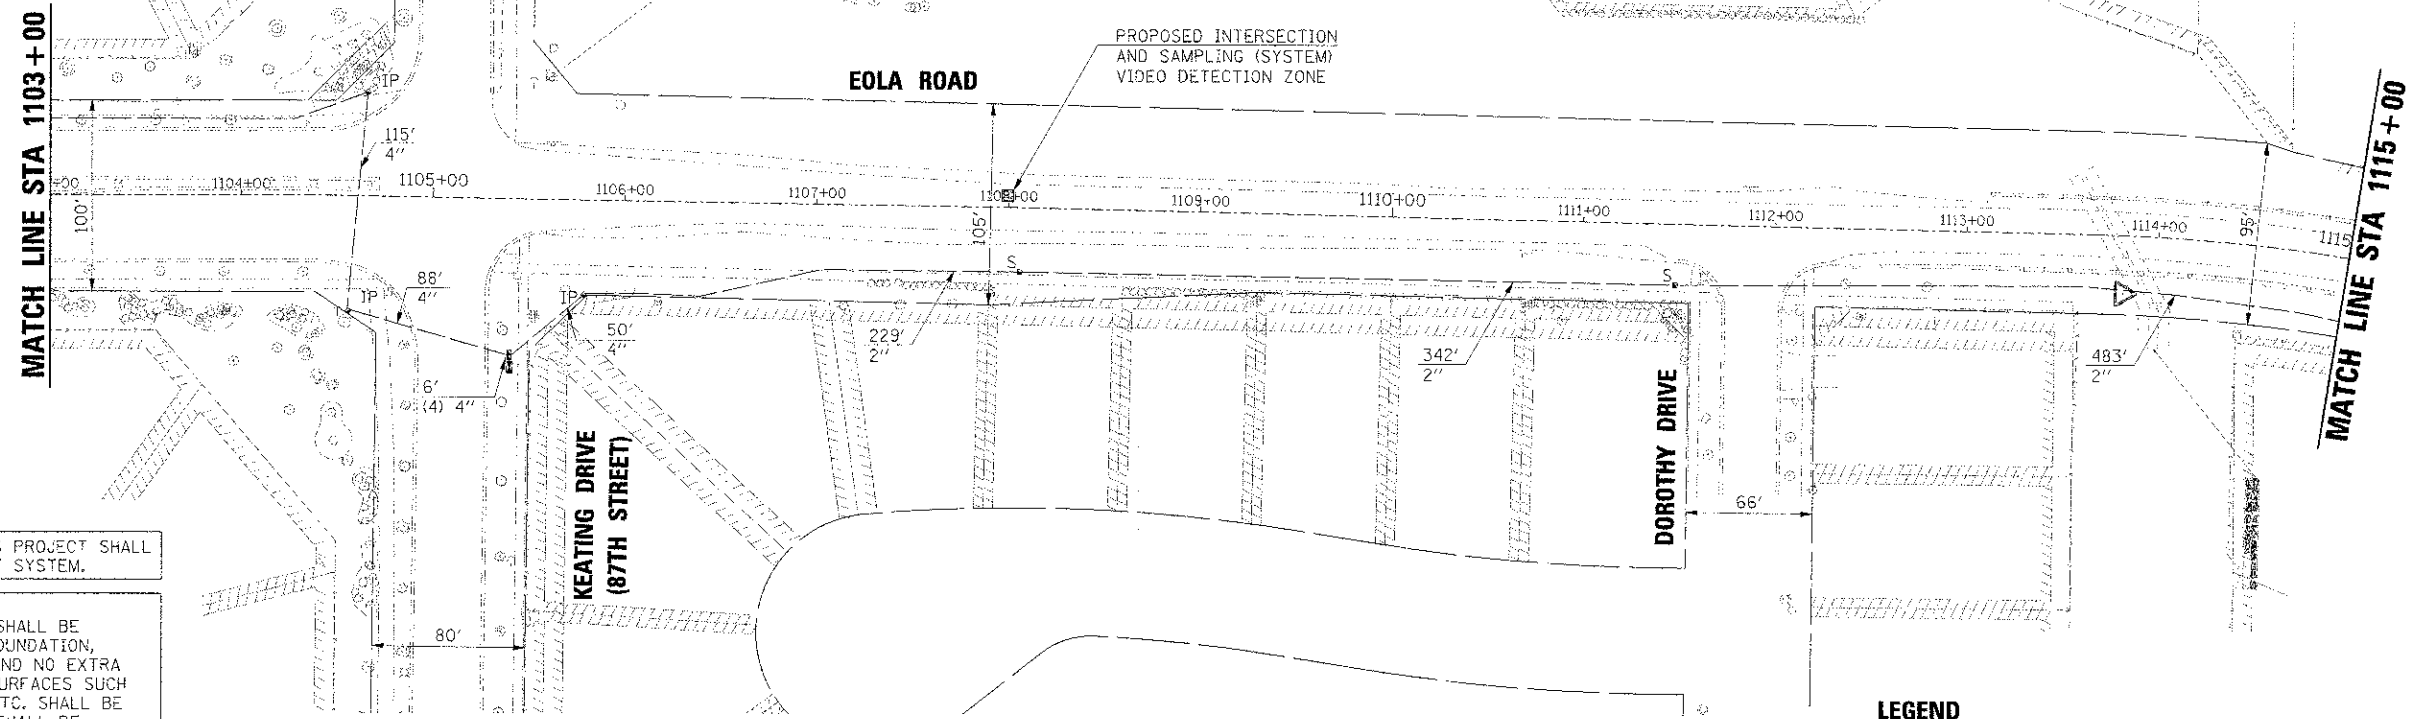 MATCH LINE STA 1103+00
EOLA ROAD
PROPOSED INTERSECTION
AND SAMPLING (SYSTEM)
VIDEO DETECTION ZONE
MATCH LINE STA 1115+00
IP
115'
4"
100'
+00
1104+00
1105+00
1106+00
1107+00
1108+00
1109+00
1110+00
1111+00
1112+00
1113+00
1114+00
1115
105'
95'
S
S
IP
88'
4"
IP
50'
4"
229'
2"
342'
2"
483'
2"
6'
(4) 4"
KEATING DRIVE
(87TH STREET)
DOROTHY DRIVE
66'
80'
PROJECT SHALL
SYSTEM.
SHALL BE
OUNDATION,
ND NO EXTRA
URFACES SUCH
TC. SHALL BE
LEGEND